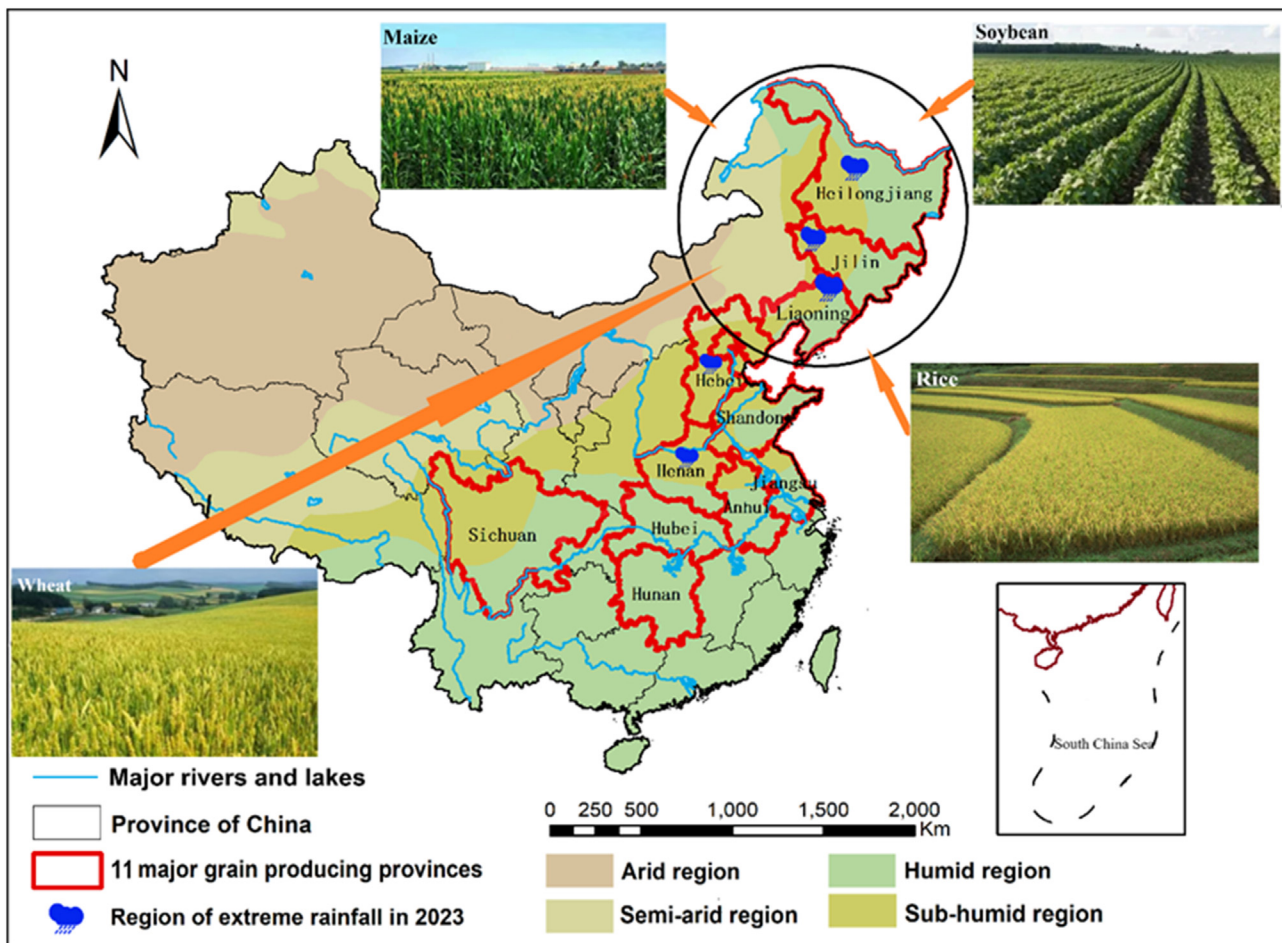 Maize
Soybean
N
Heilongjiang
Jilin
Liaoning
Hebei
Shandong
Rice
Henan
Jiangsu
Anhui
Sichuan
Hubei
Hunan
Wheat
South China Sea
Major rivers and lakes
Province of China
11 major grain producing provinces
Region of extreme rainfall in 2023
0 250 500 1,000 1,500 2,000
Km
Arid region
Humid region
Semi-arid region
Sub-humid region